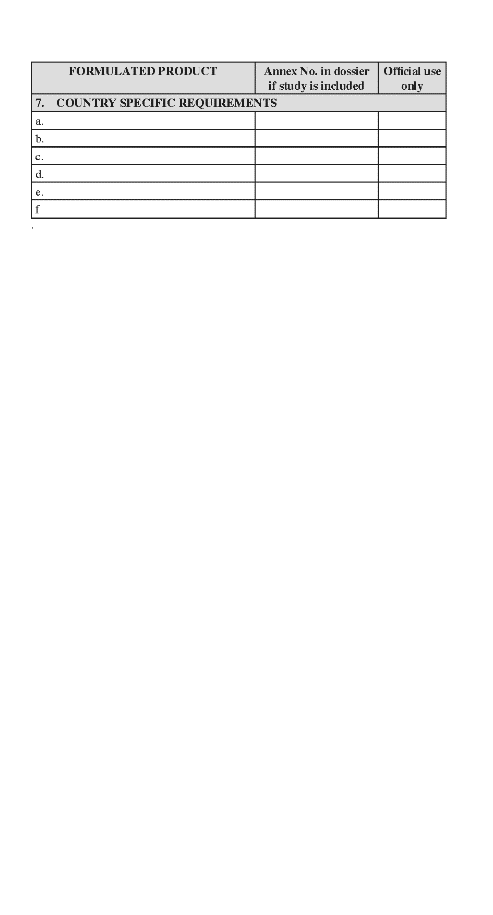 FORMULATED PRODUCT
Annex No. in dossier
if study is included
Official use
only
7. COUNTRY SPECIFIC REQUIREMENTS
a.
b.
c.
d.
e.
f
.